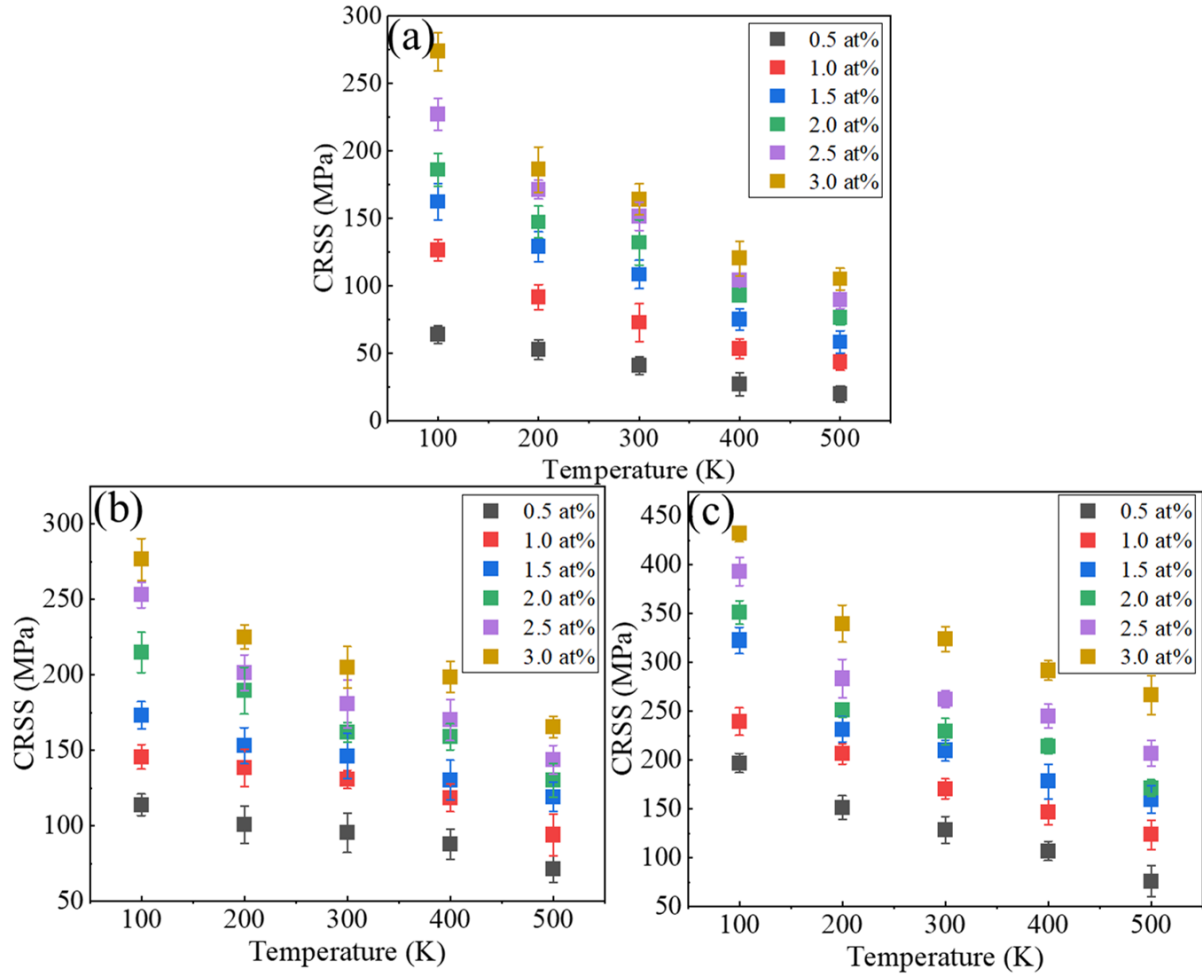 (a)
300
250
200
150
100
50
0
CRSS (MPa)
0.5 at%
1.0 at%
1.5 at%
2.0 at%
2.5 at%
3.0 at%
100 200 300 400 500
Temperature (K)
(b)
300
250
200
150
100
50
CRSS (MPa)
0.5 at%
1.0 at%
1.5 at%
2.0 at%
2.5 at%
3.0 at%
100 200 300 400 500
Temperature (K)
(c)
450
400
350
300
250
200
150
100
50
CRSS (MPa)
0.5 at%
1.0 at%
1.5 at%
2.0 at%
2.5 at%
3.0 at%
100 200 300 400 500
Temperature (K)